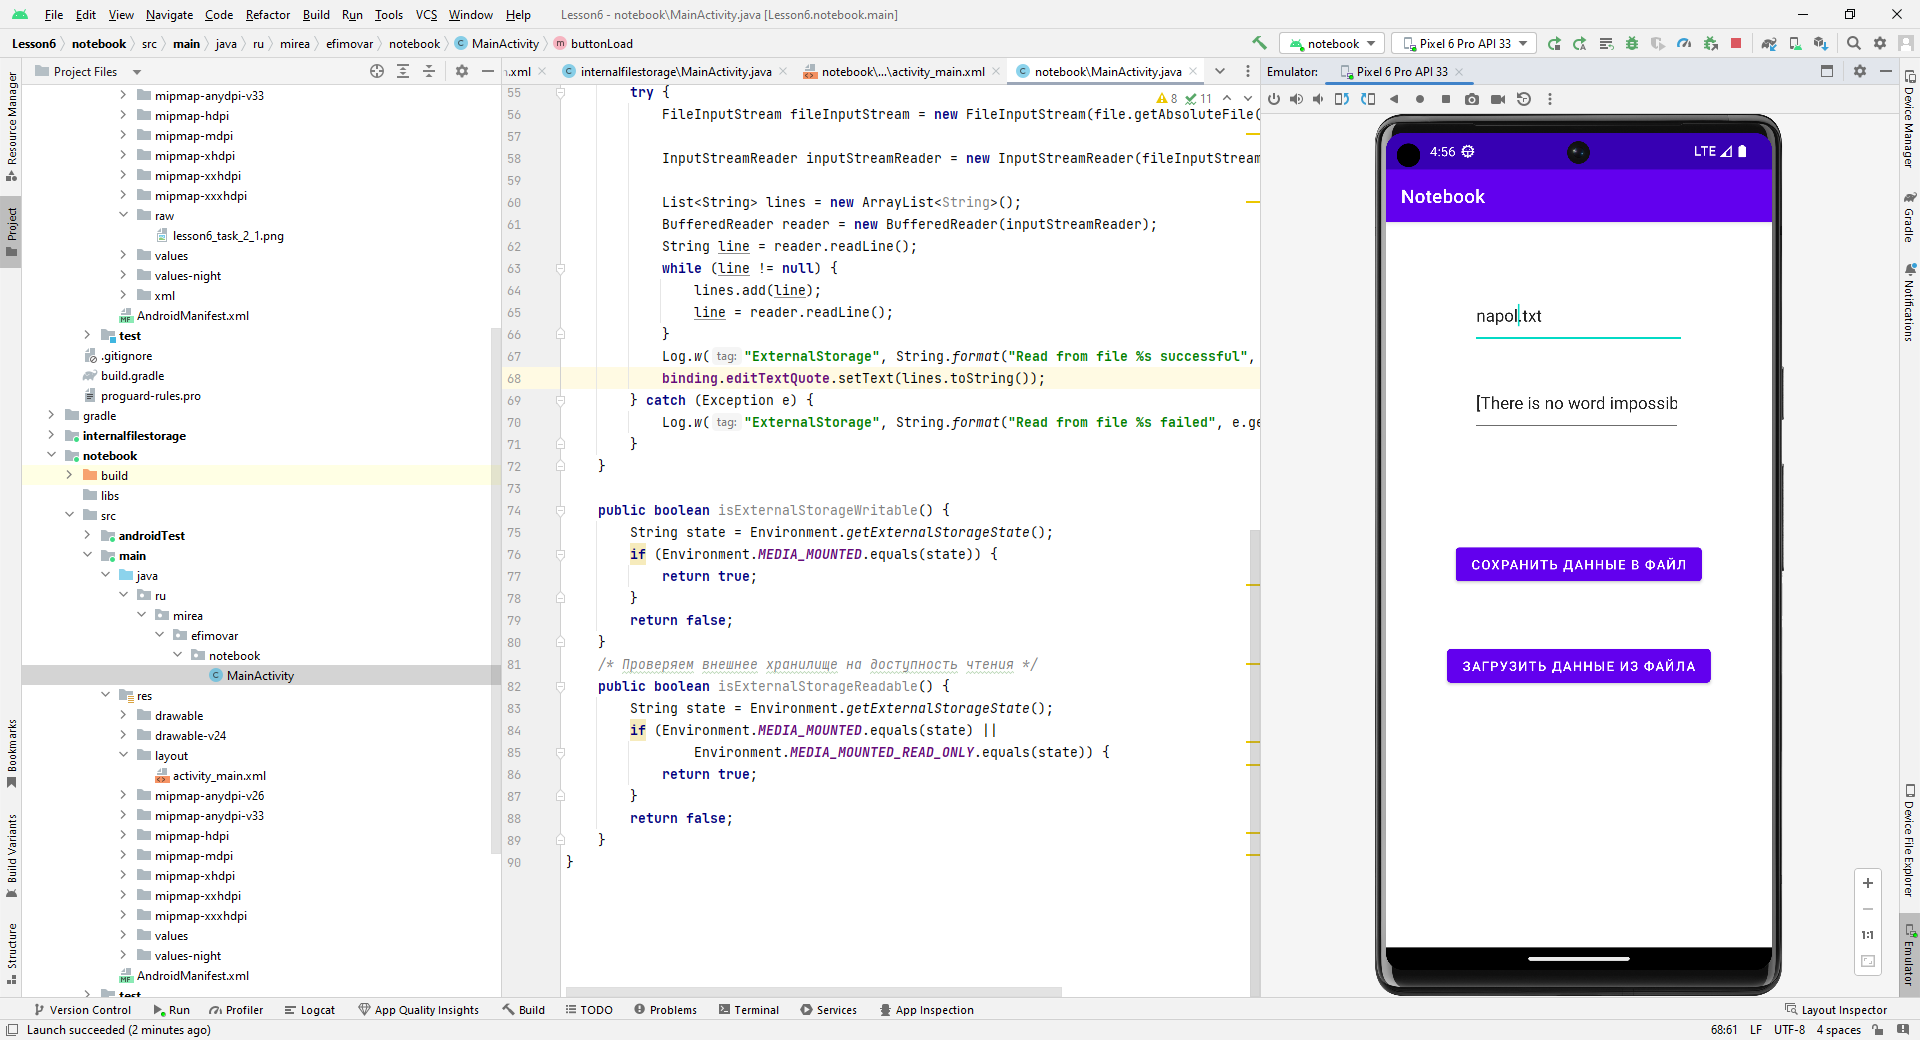 File Edit View Navigate Code Refactor Build Run Tools VCS Window Help Lesson6 - notebook\MainActivity.java [Lesson6.notebook.main]
Lesson6 notebook src main java ru mirea efimovar notebook MainActivity buttonLoad notebook Pixel 6 Pro API 33
Project Files
.xml internalfilestorage\MainActivity.java notebook\...\activity_main.xml notebook\MainActivity.java
Emulator: Pixel 6 Pro API 33
Resource Manager
Project
Bookmarks
Build Variants
Structure
mipmap-anydpi-v33
mipmap-hdpi
mipmap-mdpi
mipmap-xhdpi
mipmap-xxhdpi
mipmap-xxxhdpi
raw
lesson6_task_2_1.png
values
values-night
xml
AndroidManifest.xml
test
.gitignore
build.gradle
proguard-rules.pro
gradle
internalfilestorage
notebook
build
libs
src
androidTest
main
java
ru
mirea
efimovar
notebook
MainActivity
res
drawable
drawable-v24
layout
activity_main.xml
mipmap-anydpi-v26
mipmap-anydpi-v33
mipmap-hdpi
mipmap-mdpi
mipmap-xhdpi
mipmap-xxhdpi
mipmap-xxxhdpi
values
values-night
AndroidManifest.xml
test
8 11
55 try {
56 FileInputStream fileInputStream = new FileInputStream(file.getAbsoluteFile(
57
58 InputStreamReader inputStreamReader = new InputStreamReader(fileInputStream
59
60 List<String> lines = new ArrayList<String>();
61 BufferedReader reader = new BufferedReader(inputStreamReader);
62 String line = reader.readLine();
63 while (line != null) {
64 lines.add(line);
65 line = reader.readLine();
66 }
67 Log.w( tag: "ExternalStorage", String.format("Read from file %s successful",
68 binding.editTextQuote.setText(lines.toString());
69 } catch (Exception e) {
70 Log.w( tag: "ExternalStorage", String.format("Read from file %s failed", e.ge
71 }
72 }
73
74 public boolean isExternalStorageWritable() {
75 String state = Environment.getExternalStorageState();
76 if (Environment.MEDIA_MOUNTED.equals(state)) {
77 return true;
78 }
79 return false;
80 }
81 /* Проверяем внешнее хранилище на доступность чтения */
82 public boolean isExternalStorageReadable() {
83 String state = Environment.getExternalStorageState();
84 if (Environment.MEDIA_MOUNTED.equals(state) ||
85 Environment.MEDIA_MOUNTED_READ_ONLY.equals(state)) {
86 return true;
87 }
88 return false;
89 }
90 }
4:56 LTE
Notebook
napol.txt
[There is no word impossib
СОХРАНИТЬ ДАННЫЕ В ФАЙЛ
ЗАГРУЗИТЬ ДАННЫЕ ИЗ ФАЙЛА
1:1
Device Manager
Gradle
Notifications
Device File Explorer
Emulator
Version Control Run Profiler Logcat App Quality Insights Build TODO Problems Terminal Services App Inspection Layout Inspector
Launch succeeded (2 minutes ago) 68:61 LF UTF-8 4 spaces